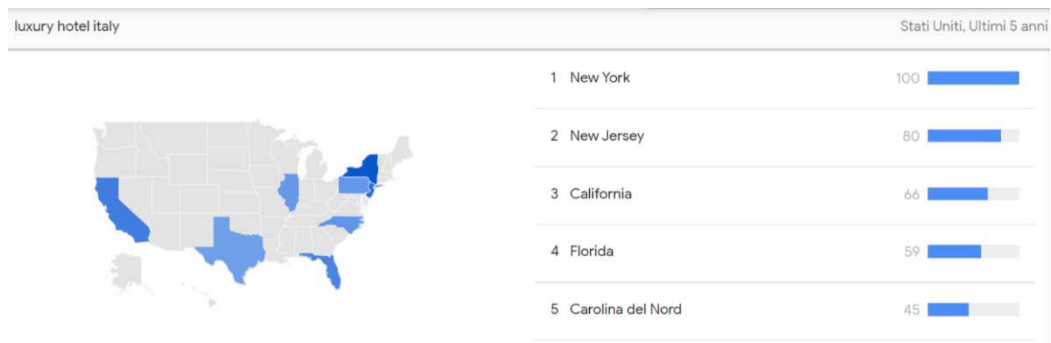 luxury hotel italy Stati Uniti, Ultimi 5 anni
1 New York 100
2 New Jersey 80
3 California 66
4 Florida 59
5 Carolina del Nord 45